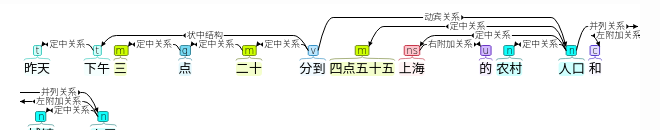 动宾关系
定中关系 并列关系
状中结构 定中关系 左附加关系
定中关系 定中关系 定中关系 定中关系 右附加关系 定中关系
t t m q m v m ns u n n c
昨天 下午 三 点 二十 分到 四点五十五 上海 的 农村 人口 和
并列关系
左附加关系
定中关系
n n